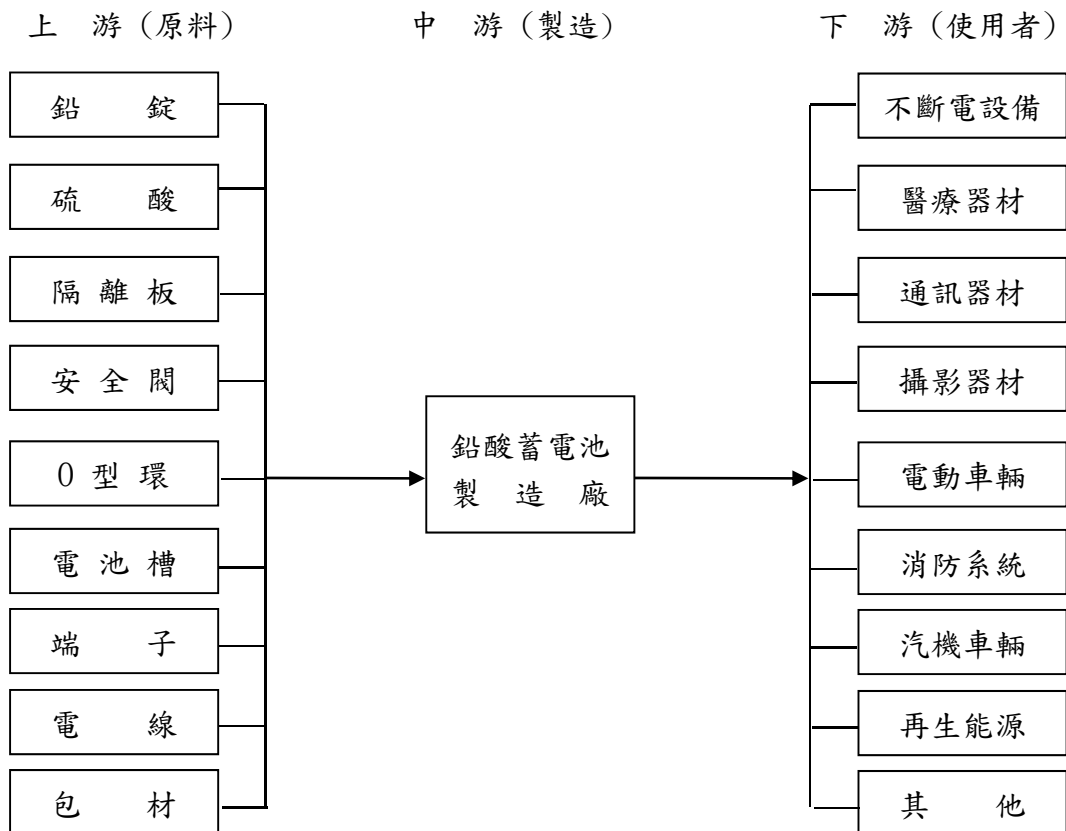 上 游(原料)
中 游(製造)
下 游(使用者)
鉛 錠
硫 酸
隔 離 板
安 全 閥
O 型 環
電 池 槽
端 子
電 線
包 材
鉛酸蓄電池
製 造 廠
不斷電設備
醫療器材
通訊器材
攝影器材
電動車輛
消防系統
汽機車輛
再生能源
其 他